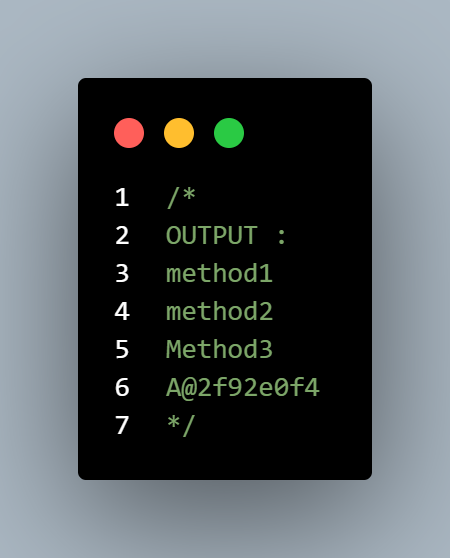 1 /*
2 OUTPUT :
3 method1
4 method2
5 Method3
6 A@2f92e0f4
7 */